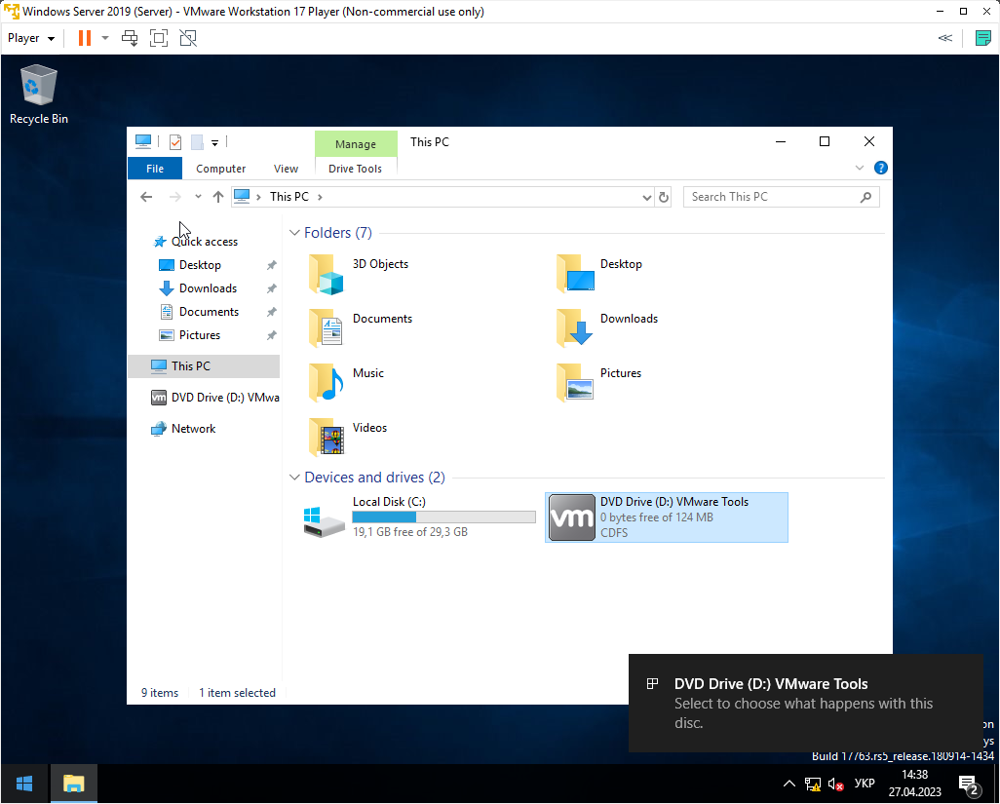 Windows Server 2019 (Server) - VMware Workstation 17 Player (Non-commercial use only)
Player
Recycle Bin
Manage
This PC
File
Computer
View
Drive Tools
This PC
Search This PC
Quick access
Desktop
Downloads
Documents
Pictures
This PC
DVD Drive (D:) VMwa
Network
Folders (7)
3D Objects
Desktop
Documents
Downloads
Music
Pictures
Videos
Devices and drives (2)
Local Disk (C:)
19,1 GB free of 29,3 GB
vm
DVD Drive (D:) VMware Tools
0 bytes free of 124 MB
CDFS
9 items
1 item selected
DVD Drive (D:) VMware Tools
Select to choose what happens with this
disc.
on
ys
Build 17763.rs5_release.180914-1434
УКР
14:38
27.04.2023
2